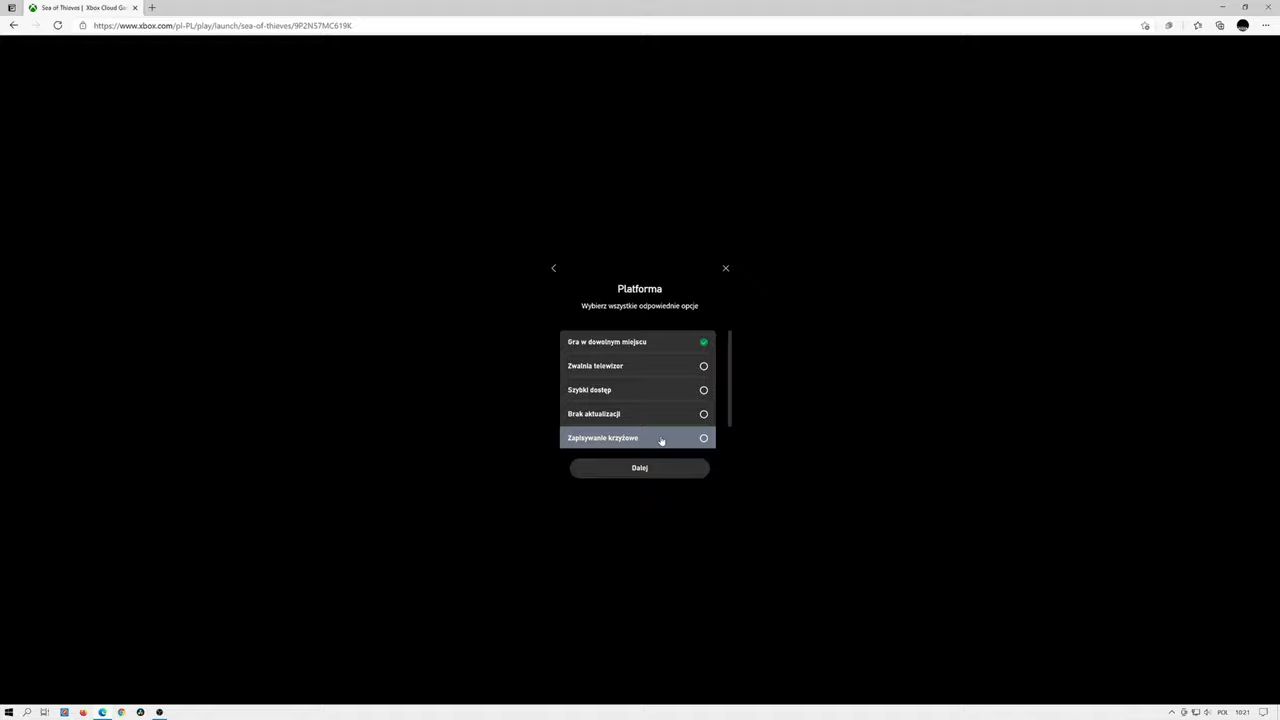 Sea of Thieves | Xbox Cloud Ga
https://www.xbox.com/pl-PL/play/launch/sea-of-thieves/9P2N57MC619K
Platforma
Wybierz wszystkie odpowiednie opcje
Gra w dowolnym miejscu
Zwalnia telewizor
Szybki dostęp
Brak aktualizacji
Zapisywanie krzyżowe
Dalej
POL
10:21